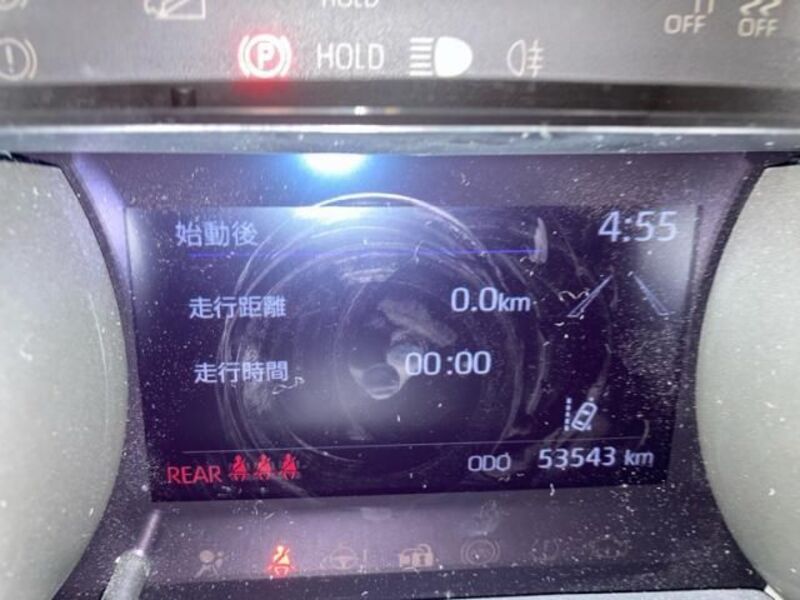 HOLD
OFF OFF
(P) HOLD
始動後 4:55
走行距離 0.0km
走行時間 00:00
REAR ODO 53543 km